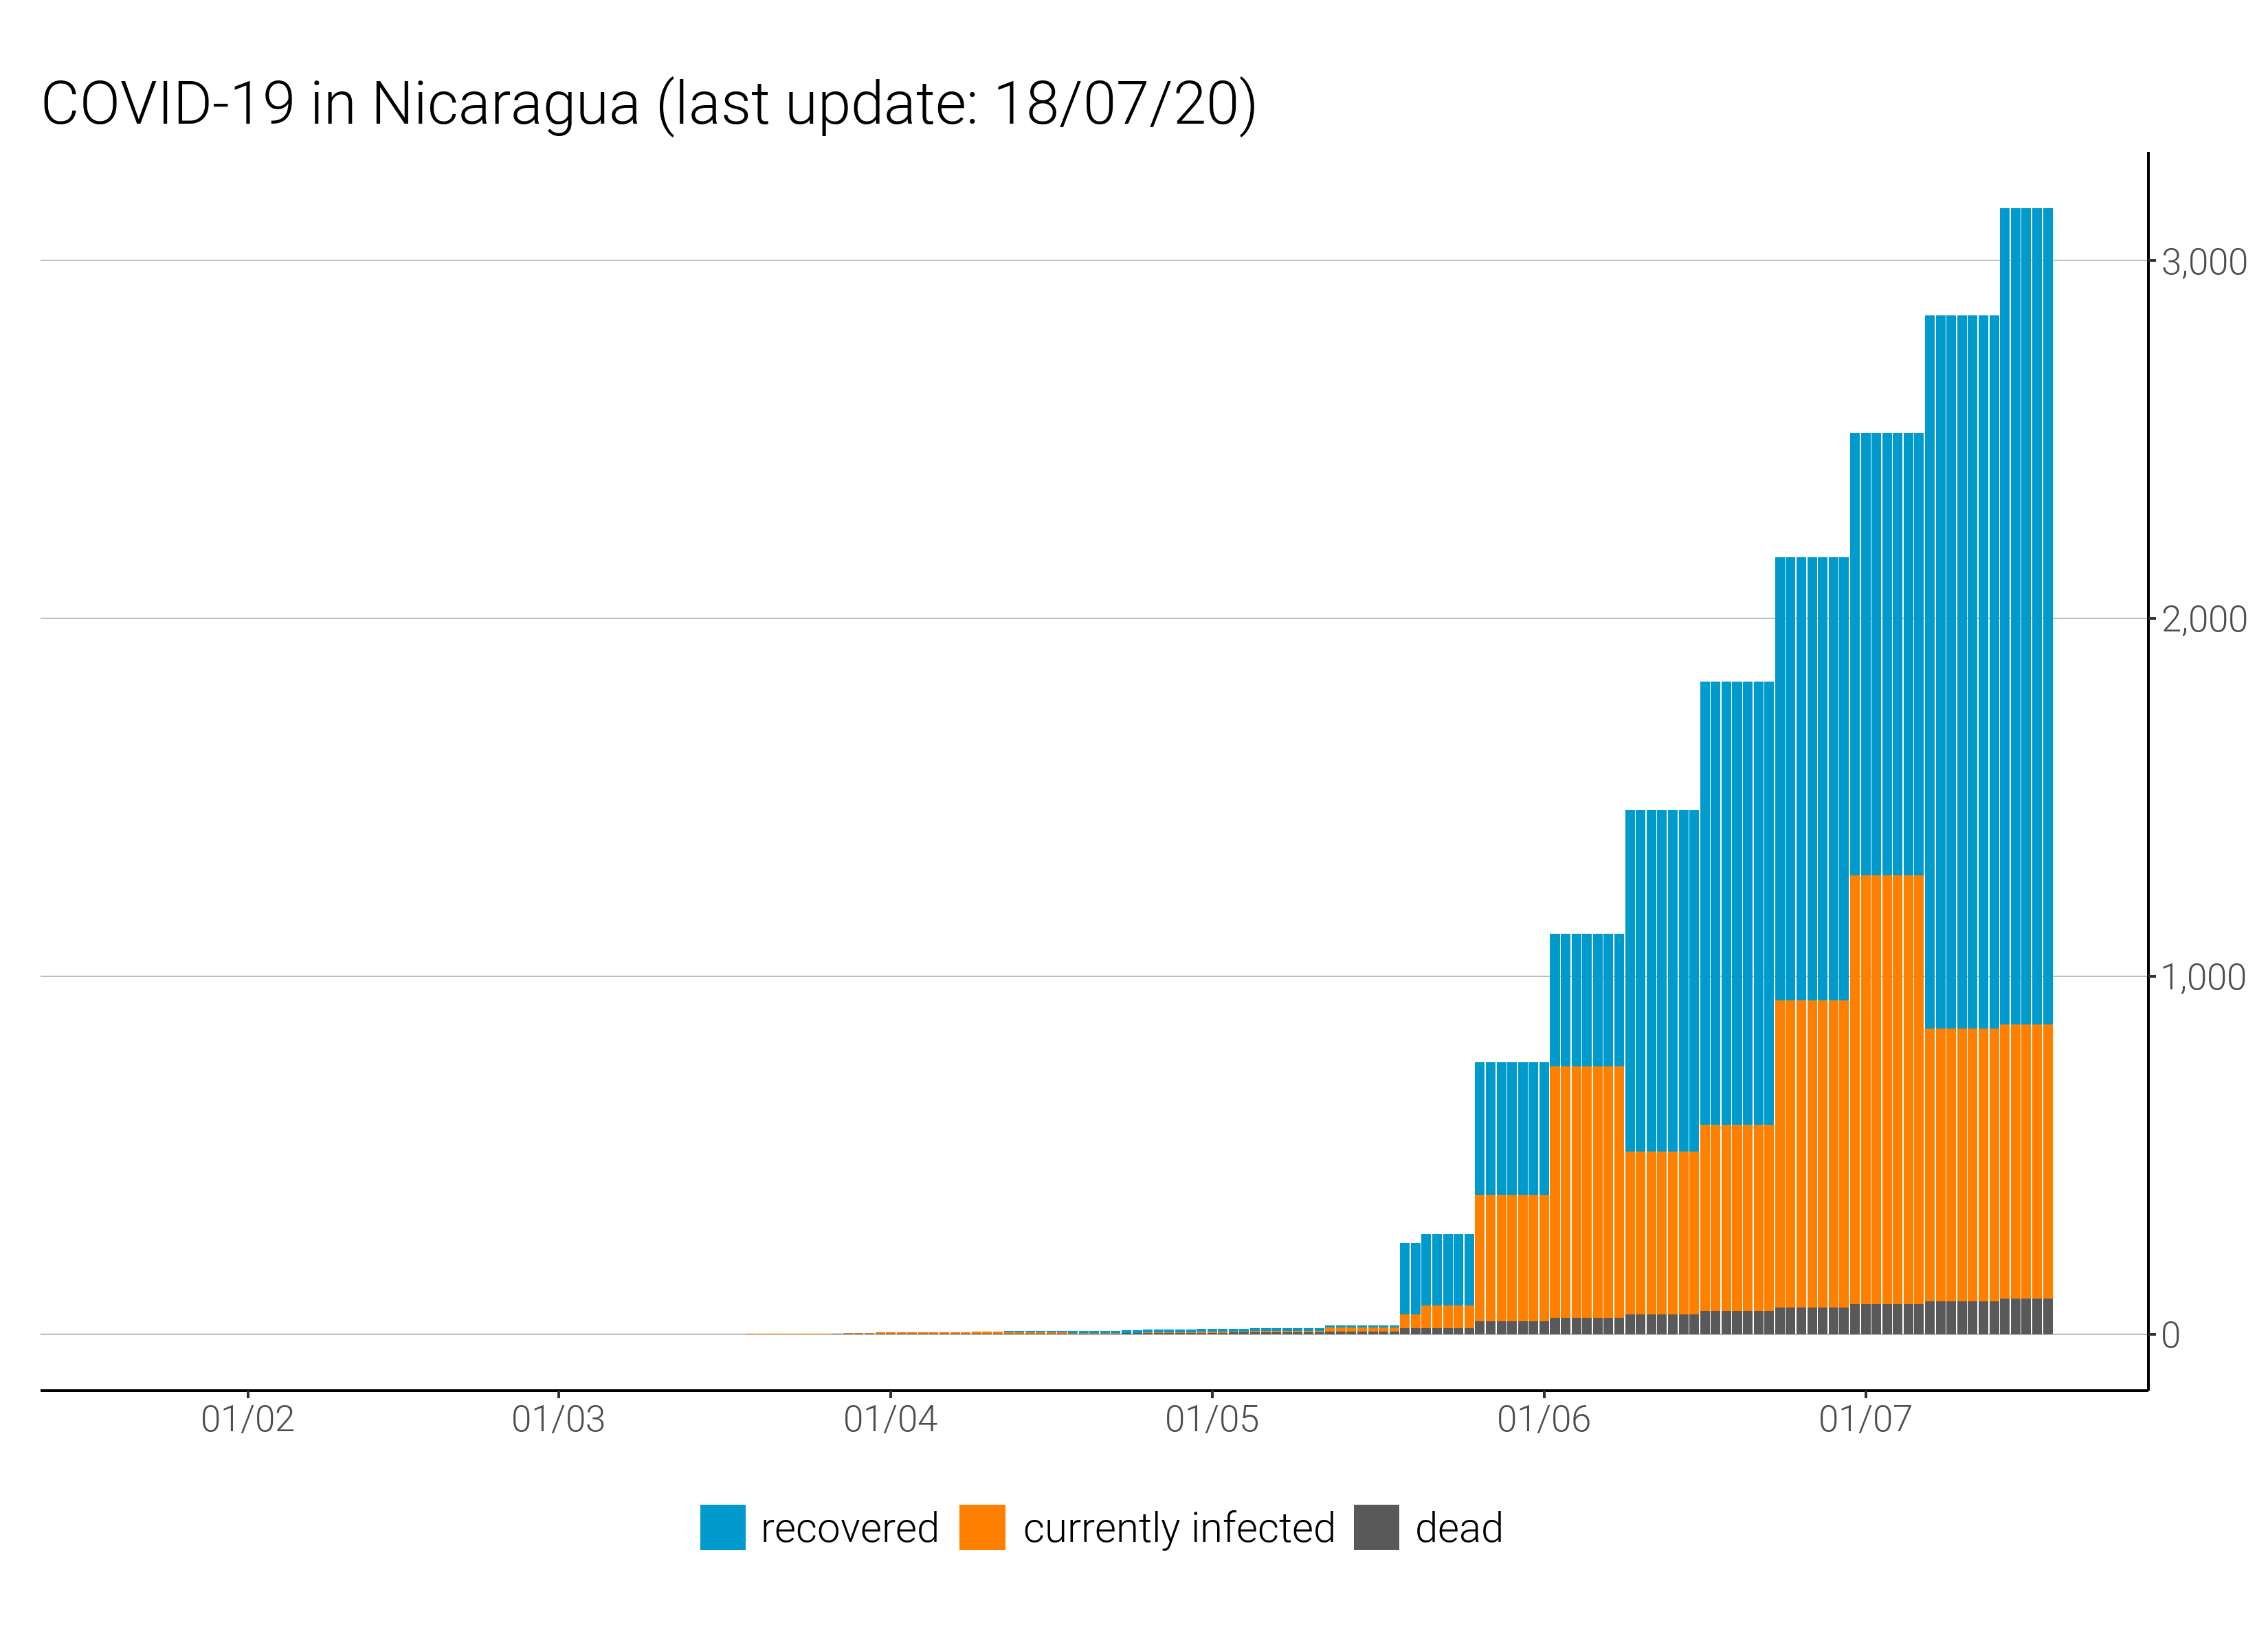 COVID-19 in Nicaragua (last update: 18/07/20)
3,000
2,000
1,000
0
01/02 01/03 01/04 01/05 01/06 01/07
recovered currently infected dead